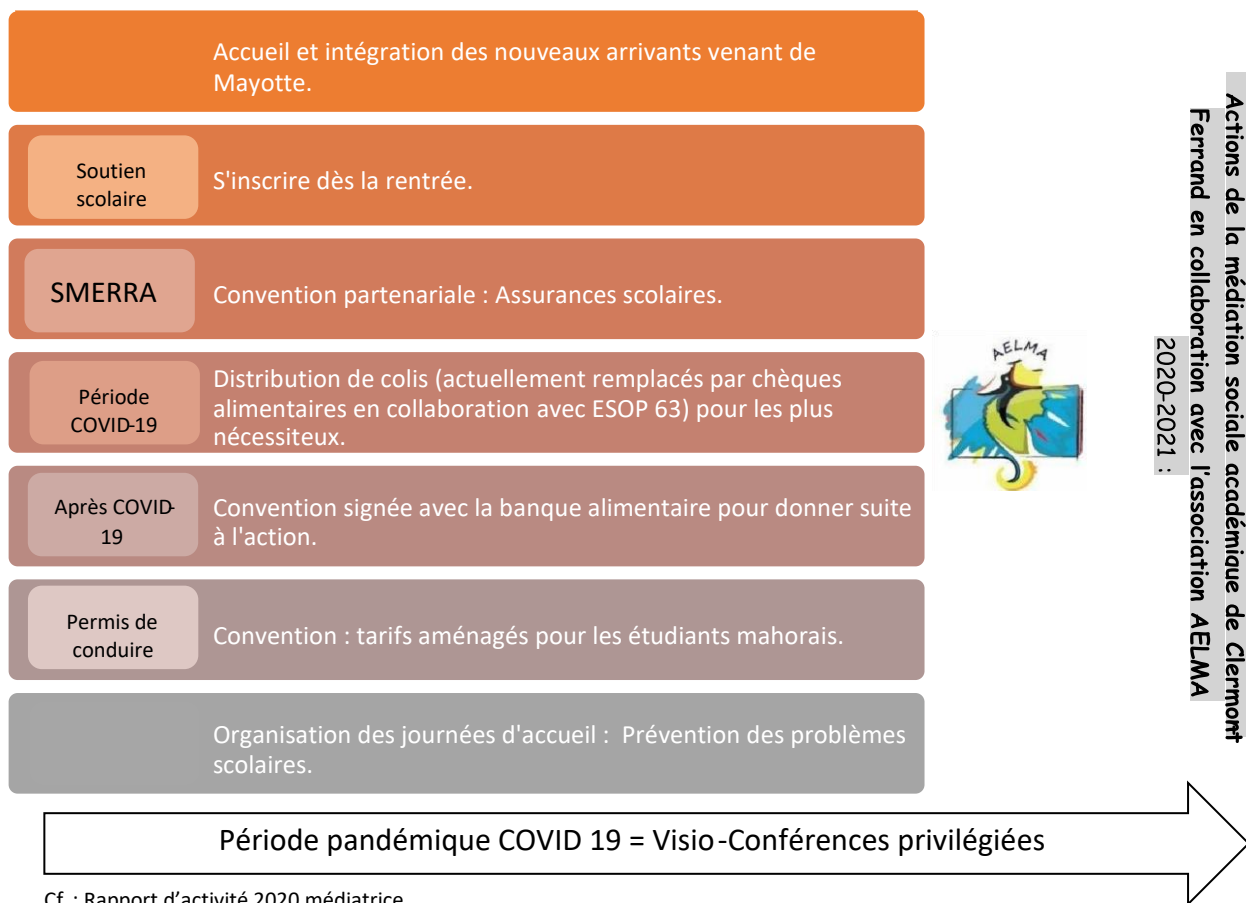 Accueil et intégration des nouveaux arrivants venant de
Mayotte.
Soutien
scolaire
S'inscrire dès la rentrée.
SMERRA
Convention partenariale : Assurances scolaires.
Période
COVID-19
Distribution de colis (actuellement remplacés par chèques
alimentaires en collaboration avec ESOP 63) pour les plus
nécessiteux.
Après COVID-
19
Convention signée avec la banque alimentaire pour donner suite
à l'action.
Permis de
conduire
Convention : tarifs aménagés pour les étudiants mahorais.
Organisation des journées d'accueil : Prévention des problèmes
scolaires.
AELMA
Actions de la médiation sociale académique de Clermont
Ferrand en collaboration avec l'association AELMA
2020-2021 :
Période pandémique COVID 19 = Visio-Conférences privilégiées
Cf. : Rapport d'activité 2020 médiatrice